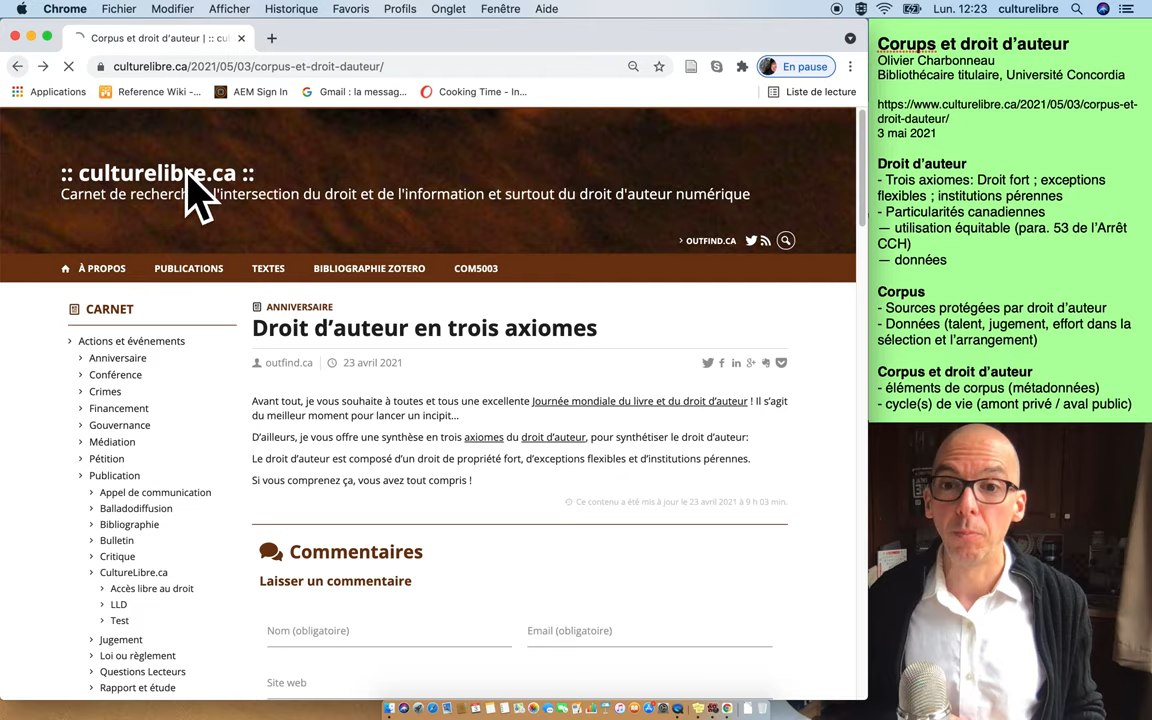 Chrome Fichier Modifier Afficher Historique Favoris Profils Onglet Fenêtre Aide
Lun. 12:23 culturelibre
Corpus et droit d'auteur | :: cul
culturelibre.ca/2021/05/03/corpus-et-droit-dauteur/
En pause
Applications Reference Wiki -... AEM Sign In Gmail : la messag... Cooking Time - In... Liste de lecture
:: culturelibre.ca ::
Carnet de recherche l'intersection du droit et de l'information et surtout du droit d'auteur numérique
OUTFIND.CA
À PROPOS PUBLICATIONS TEXTES BIBLIOGRAPHIE ZOTERO COM5003
CARNET
Actions et événements
Anniversaire
Conférence
Crimes
Financement
Gouvernance
Médiation
Pétition
Publication
Appel de communication
Balladodiffusion
Bibliographie
Bulletin
Critique
CultureLibre.ca
Accès libre au droit
LLD
Test
Jugement
Loi ou règlement
Questions Lecteurs
Rapport et étude
ANNIVERSAIRE
Droit d'auteur en trois axiomes
outfind.ca 23 avril 2021
Avant tout, je vous souhaite à toutes et tous une excellente Journée mondiale du livre et du droit d'auteur ! Il s'agit
du meilleur moment pour lancer un incipit...
D'ailleurs, je vous offre une synthèse en trois axiomes du droit d'auteur, pour synthétiser le droit d'auteur:
Le droit d'auteur est composé d'un droit de propriété fort, d'exceptions flexibles et d'institutions pérennes.
Si vous comprenez ça, vous avez tout compris !
Ce contenu a été mis à jour le 23 avril 2021 à 9 h 03 min.
Commentaires
Laisser un commentaire
Nom (obligatoire) Email (obligatoire)
Site web
Corups et droit d'auteur
Olivier Charbonneau
Bibliothécaire titulaire, Université Concordia
https://www.culturelibre.ca/2021/05/03/corpus-et-
droit-dauteur/
3 mai 2021
Droit d'auteur
- Trois axiomes: Droit fort ; exceptions
flexibles ; institutions pérennes
- Particularités canadiennes
— utilisation équitable (para. 53 de l'Arrêt
CCH)
— données
Corpus
- Sources protégées par droit d'auteur
- Données (talent, jugement, effort dans la
sélection et l'arrangement)
Corpus et droit d'auteur
- éléments de corpus (métadonnées)
- cycle(s) de vie (amont privé / aval public)